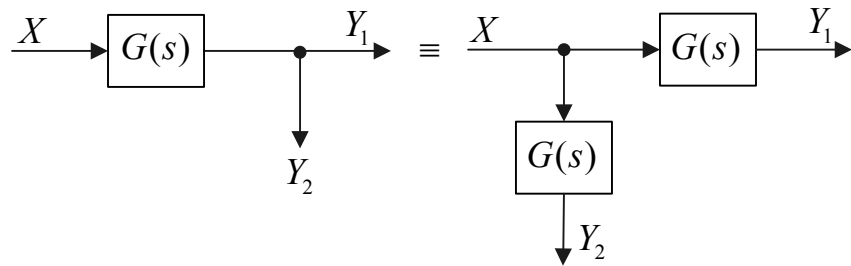 X G(s) Y₁ ≡ X G(s) Y₁
G(s)
Y₂
Y₂